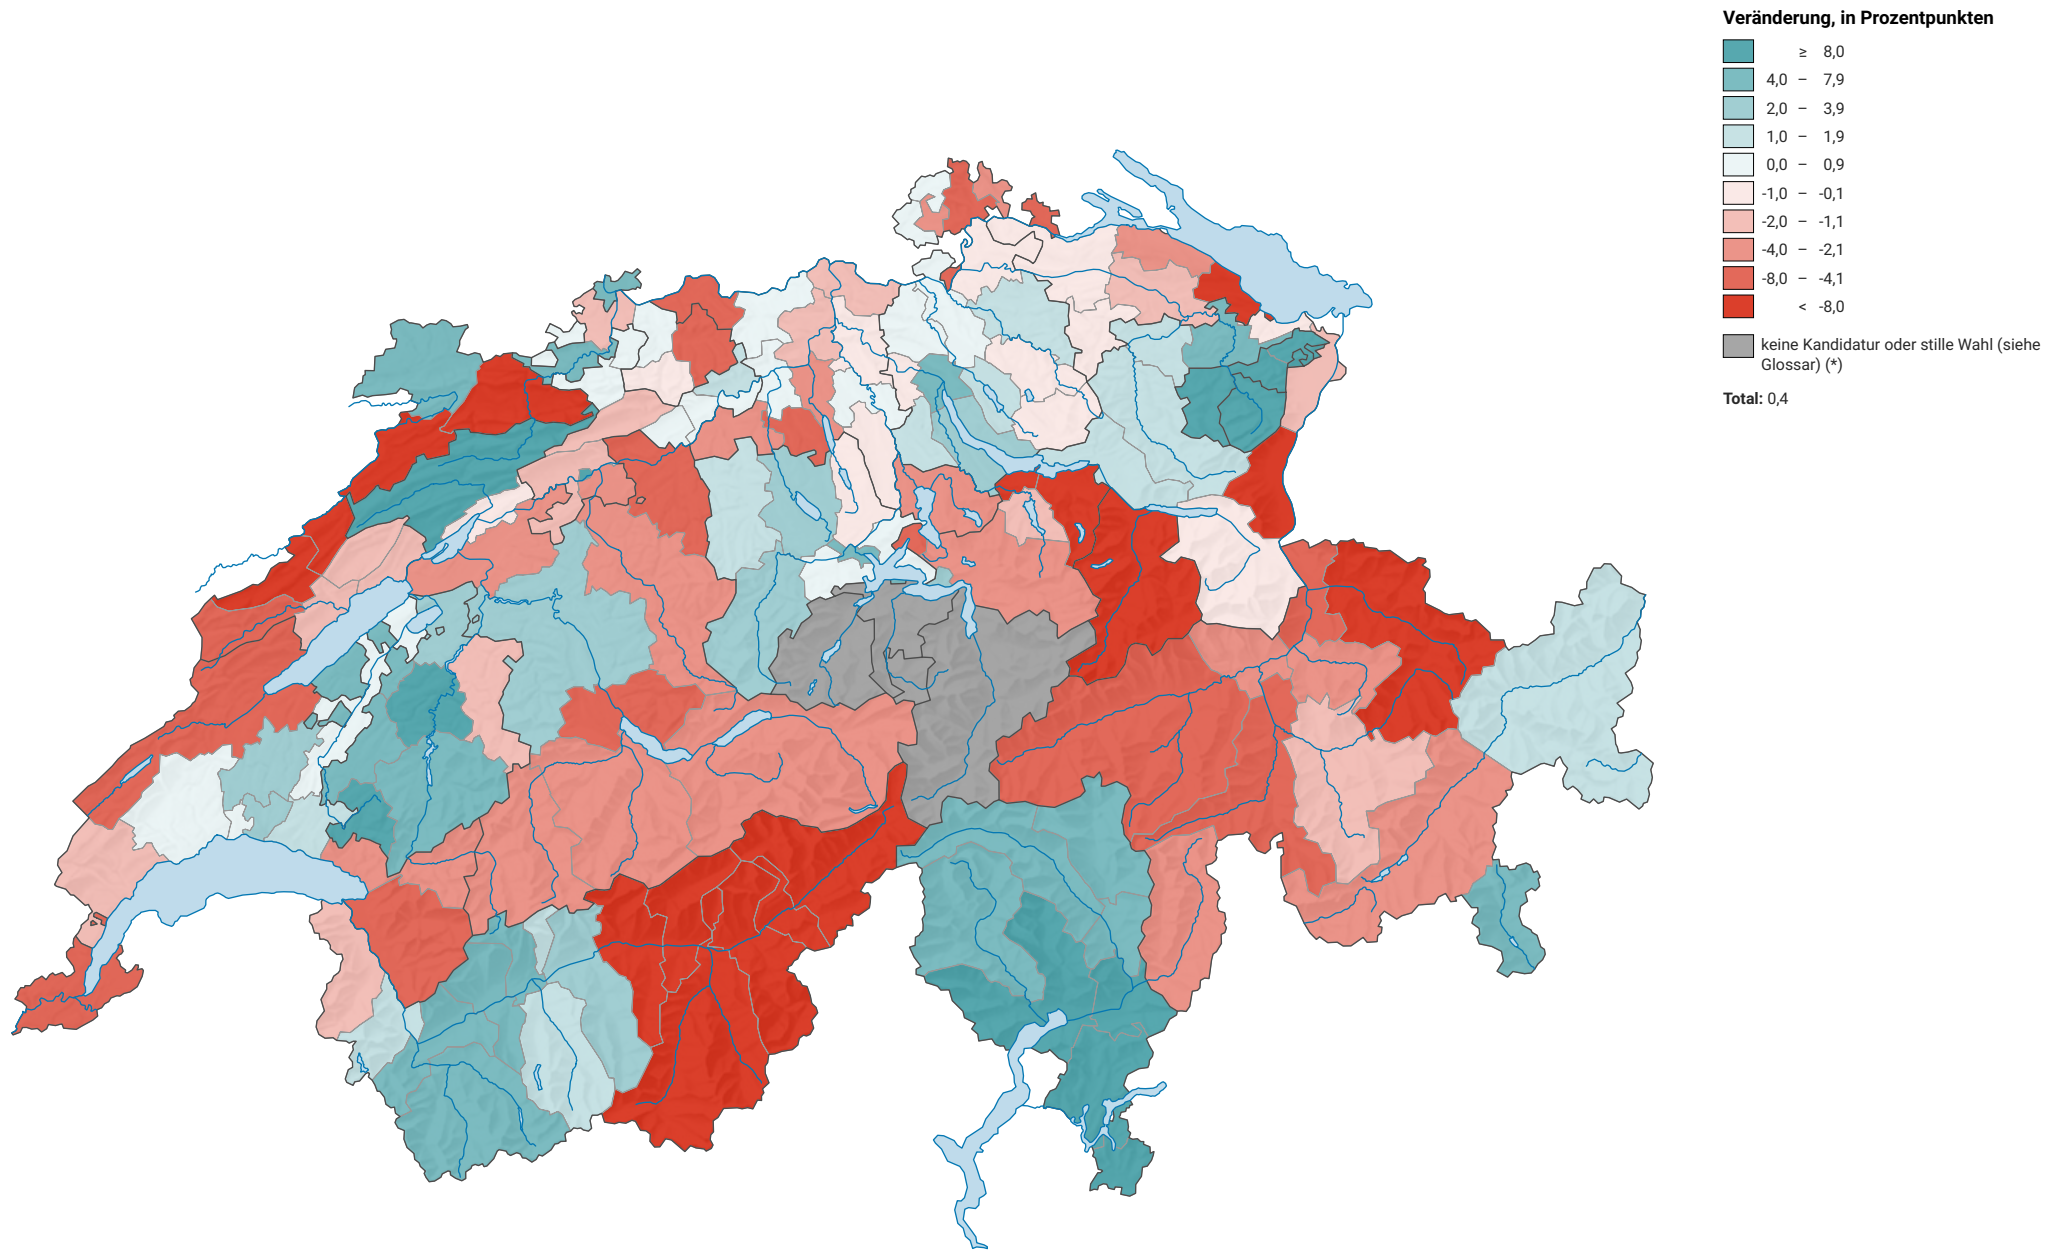 Veränderung, in Prozentpunkten
≥ 8,0
4,0 – 7,9
2,0 – 3,9
1,0 – 1,9
0,0 – 0,9
-1,0 – -0,1
-2,0 – -1,1
-4,0 – -2,1
-8,0 – -4,1
< -8,0
keine Kandidatur oder stille Wahl (siehe
Glossar) (*)
Total: 0,4